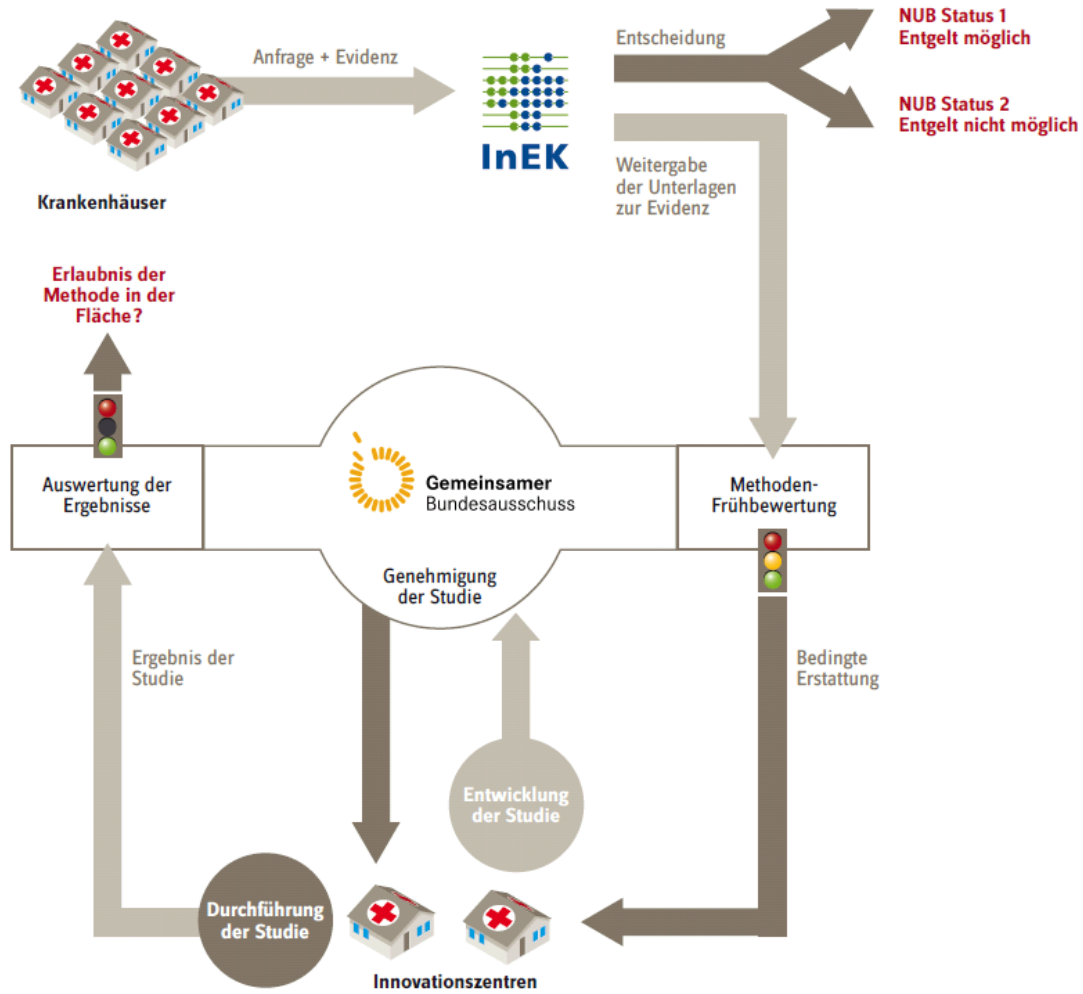 Anfrage + Evidenz
InEK
Krankenhäuser
Entscheidung
NUB Status 1
Entgelt möglich
NUB Status 2
Entgelt nicht möglich
Weitergabe
der Unterlagen
zur Evidenz
Erlaubnis der
Methode in der
Fläche?
Auswertung der
Ergebnisse
Gemeinsamer
Bundesausschuss
Methoden-
Frühbewertung
Genehmigung
der Studie
Ergebnis der
Studie
Bedingte
Erstattung
Entwicklung
der Studie
Durchführung
der Studie
Innovationszentren